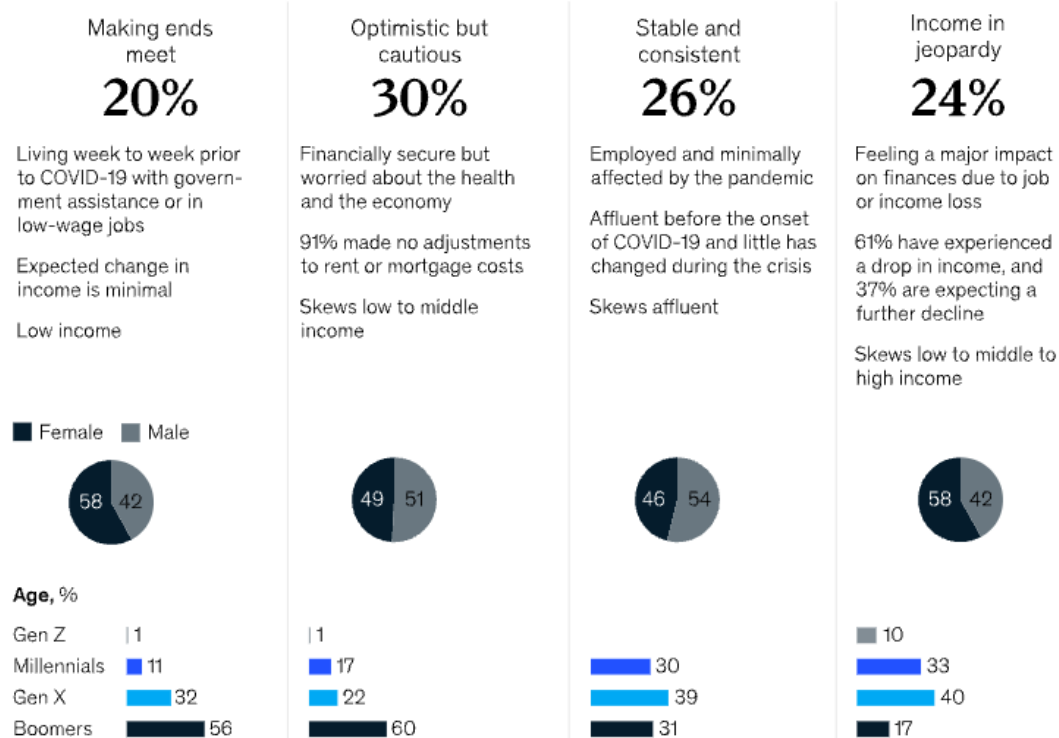 Making ends
meet
20%
Living week to week prior
to COVID-19 with govern-
ment assistance or in
low-wage jobs
Expected change in
income is minimal
Low income
Optimistic but
cautious
30%
Financially secure but
worried about the health
and the economy
91% made no adjustments
to rent or mortgage costs
Skews low to middle
income
Stable and
consistent
26%
Employed and minimally
affected by the pandemic
Affluent before the onset
of COVID-19 and little has
changed during the crisis
Skews affluent
Income in
jeopardy
24%
Feeling a major impact
on finances due to job
or income loss
61% have experienced
a drop in income, and
37% are expecting a
further decline
Skews low to middle to
high income
Female Male
58 42
49 51
46 54
58 42
Age, %
Gen Z 1 1 10
Millennials 11 17 30 33
Gen X 32 22 39 40
Boomers 56 60 31 17